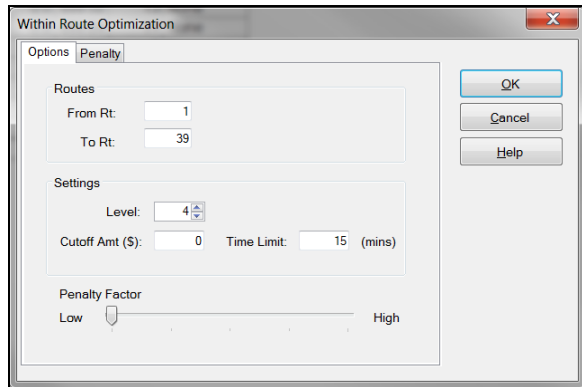 Within Route Optimization
Options Penalty
Routes
From Rt: 1
To Rt: 39
Settings
Level: 4
Cutoff Amt ($): 0 Time Limit: 15 (mins)
Penalty Factor
Low High
OK
Cancel
Help